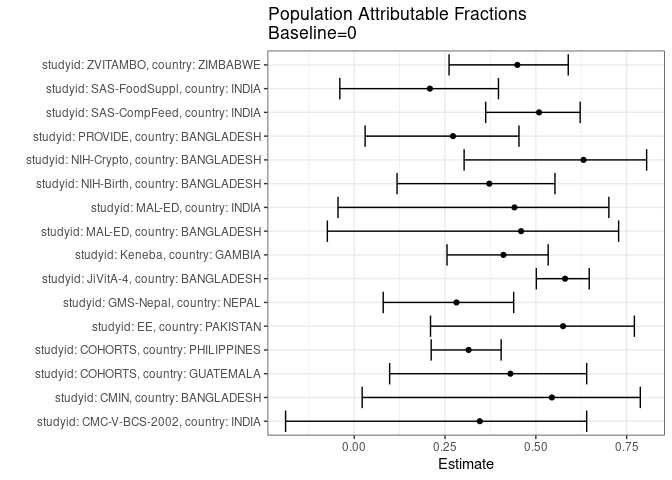 Population Attributable Fractions
Baseline=0
studyid: ZVITAMBO, country: ZIMBABWE
studyid: SAS-FoodSuppl, country: INDIA
studyid: SAS-CompFeed, country: INDIA
studyid: PROVIDE, country: BANGLADESH
studyid: NIH-Crypto, country: BANGLADESH
studyid: NIH-Birth, country: BANGLADESH
studyid: MAL-ED, country: INDIA
studyid: MAL-ED, country: BANGLADESH
studyid: Keneba, country: GAMBIA
studyid: JiVitA-4, country: BANGLADESH
studyid: GMS-Nepal, country: NEPAL
studyid: EE, country: PAKISTAN
studyid: COHORTS, country: PHILIPPINES
studyid: COHORTS, country: GUATEMALA
studyid: CMIN, country: BANGLADESH
studyid: CMC-V-BCS-2002, country: INDIA
0.00 0.25 0.50 0.75
Estimate